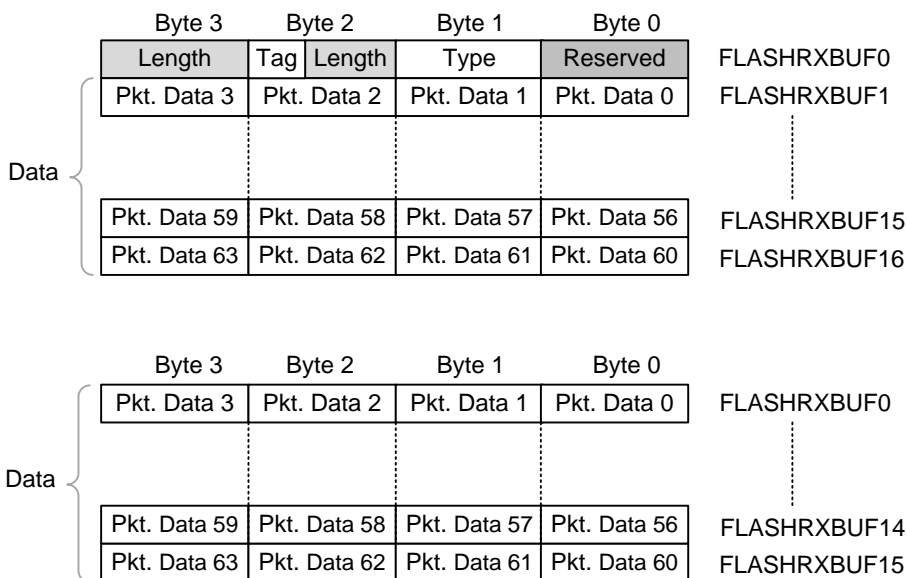 Byte 3 Byte 2 Byte 1 Byte 0
Length Tag Length Type Reserved FLASHRXBUF0
Pkt. Data 3 Pkt. Data 2 Pkt. Data 1 Pkt. Data 0 FLASHRXBUF1
Data
Pkt. Data 59 Pkt. Data 58 Pkt. Data 57 Pkt. Data 56 FLASHRXBUF15
Pkt. Data 63 Pkt. Data 62 Pkt. Data 61 Pkt. Data 60 FLASHRXBUF16
Byte 3 Byte 2 Byte 1 Byte 0
Pkt. Data 3 Pkt. Data 2 Pkt. Data 1 Pkt. Data 0 FLASHRXBUF0
Data
Pkt. Data 59 Pkt. Data 58 Pkt. Data 57 Pkt. Data 56 FLASHRXBUF14
Pkt. Data 63 Pkt. Data 62 Pkt. Data 61 Pkt. Data 60 FLASHRXBUF15